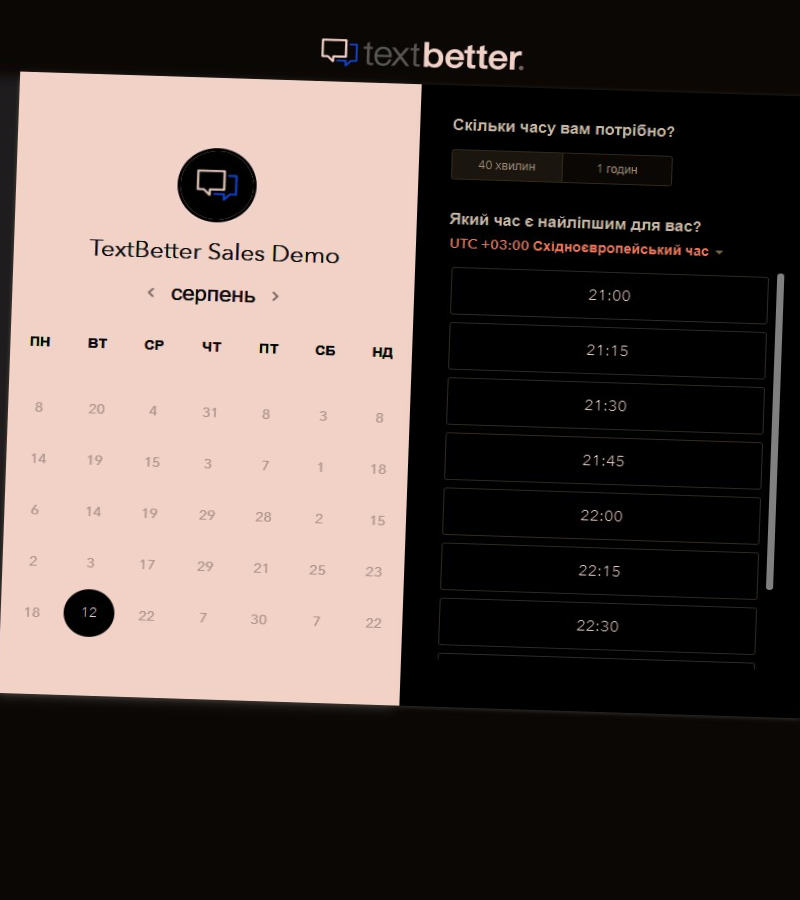 textbetter.
TextBetter Sales Demo
серпень
ПН ВТ СР ЧТ ПТ СБ НД
8 20 4 31 8 3 8
14 19 15 3 7 1 18
6 14 19 29 28 2 15
2 3 17 29 21 25 23
18 12 22 7 30 7 22
Скільки часу вам потрібно?
40 хвилин 1 годин
Який час є найліпшим для вас?
UTC +03:00 Східноєвропейський час
21:00
21:15
21:30
21:45
22:00
22:15
22:30